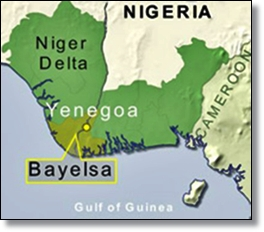 NIGERIA
Niger
Delta
Yenegoa
CAMEROON
Bayelsa
Gulf of Guinea